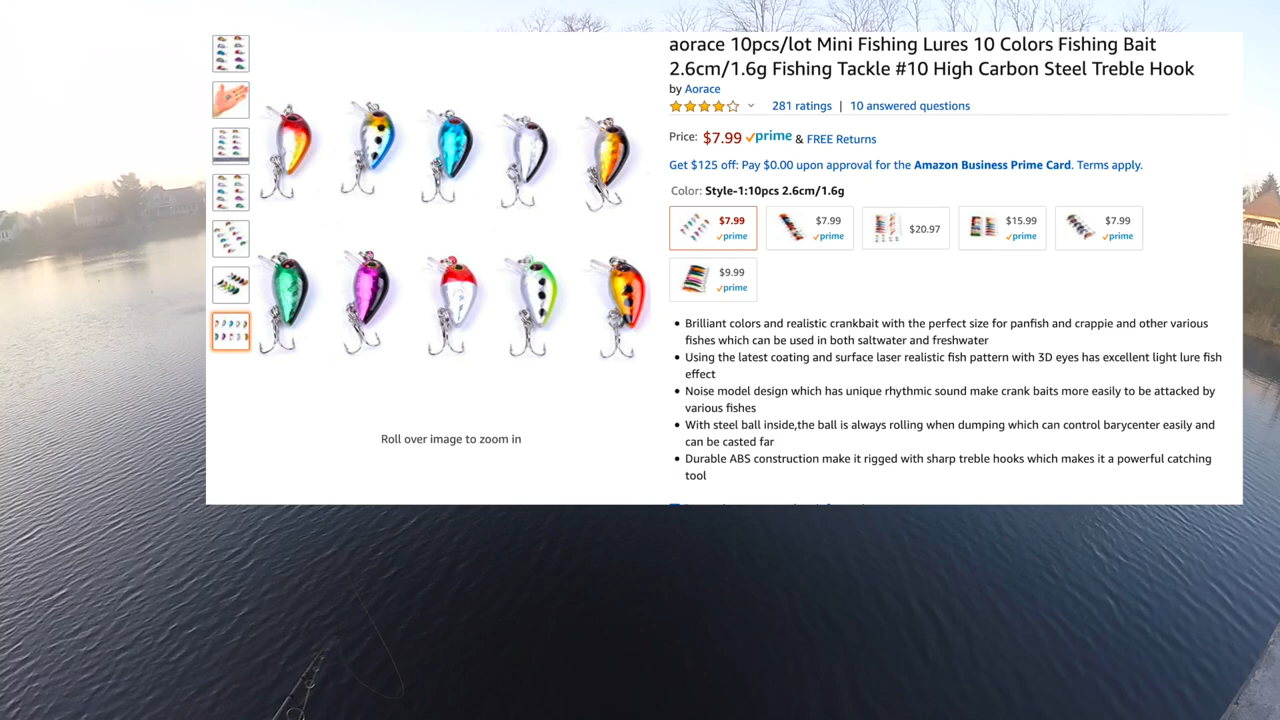 aorace 10pcs/lot Mini Fishing Lures 10 Colors Fishing Bait
2.6cm/1.6g Fishing Tackle #10 High Carbon Steel Treble Hook
by Aorace
281 ratings | 10 answered questions
Price: $7.99 prime & FREE Returns
Get $125 off: Pay $0.00 upon approval for the Amazon Business Prime Card. Terms apply.
Color: Style-1:10pcs 2.6cm/1.6g
$7.99 prime
$7.99 prime
$20.97
$15.99 prime
$7.99 prime
$9.99 prime
• Brilliant colors and realistic crankbait with the perfect size for panfish and crappie and other various
fishes which can be used in both saltwater and freshwater
• Using the latest coating and surface laser realistic fish pattern with 3D eyes has excellent light lure fish
effect
• Noise model design which has unique rhythmic sound make crank baits more easily to be attacked by
various fishes
• With steel ball inside,the ball is always rolling when dumping which can control barycenter easily and
can be casted far
• Durable ABS construction make it rigged with sharp treble hooks which makes it a powerful catching
tool
Roll over image to zoom in